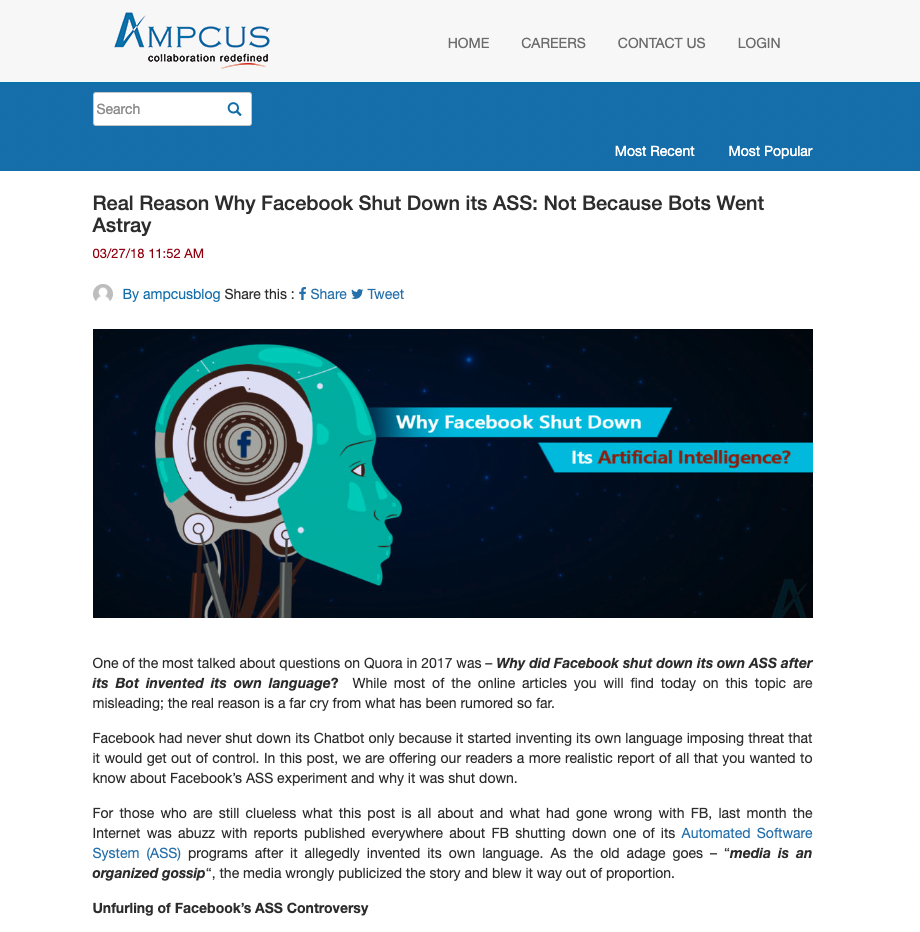 AMPCUS
collaboration redefined
HOME
CAREERS
CONTACT US
LOGIN
Search
Most Recent
Most Popular
Real Reason Why Facebook Shut Down its ASS: Not Because Bots Went
Astray
03/27/18 11:52 AM
By ampcusblog Share this : Share Tweet
Why Facebook Shut Down
Its Artificial Intelligence?
One of the most talked about questions on Quora in 2017 was – Why did Facebook shut down its own ASS after
its Bot invented its own language? While most of the online articles you will find today on this topic are
misleading; the real reason is a far cry from what has been rumored so far.
Facebook had never shut down its Chatbot only because it started inventing its own language imposing threat that
it would get out of control. In this post, we are offering our readers a more realistic report of all that you wanted to
know about Facebook’s ASS experiment and why it was shut down.
For those who are still clueless what this post is all about and what had gone wrong with FB, last month the
Internet was abuzz with reports published everywhere about FB shutting down one of its Automated Software
System (ASS) programs after it allegedly invented its own language. As the old adage goes – “media is an
organized gossip“, the media wrongly publicized the story and blew it way out of proportion.
Unfurling of Facebook’s ASS Controversy